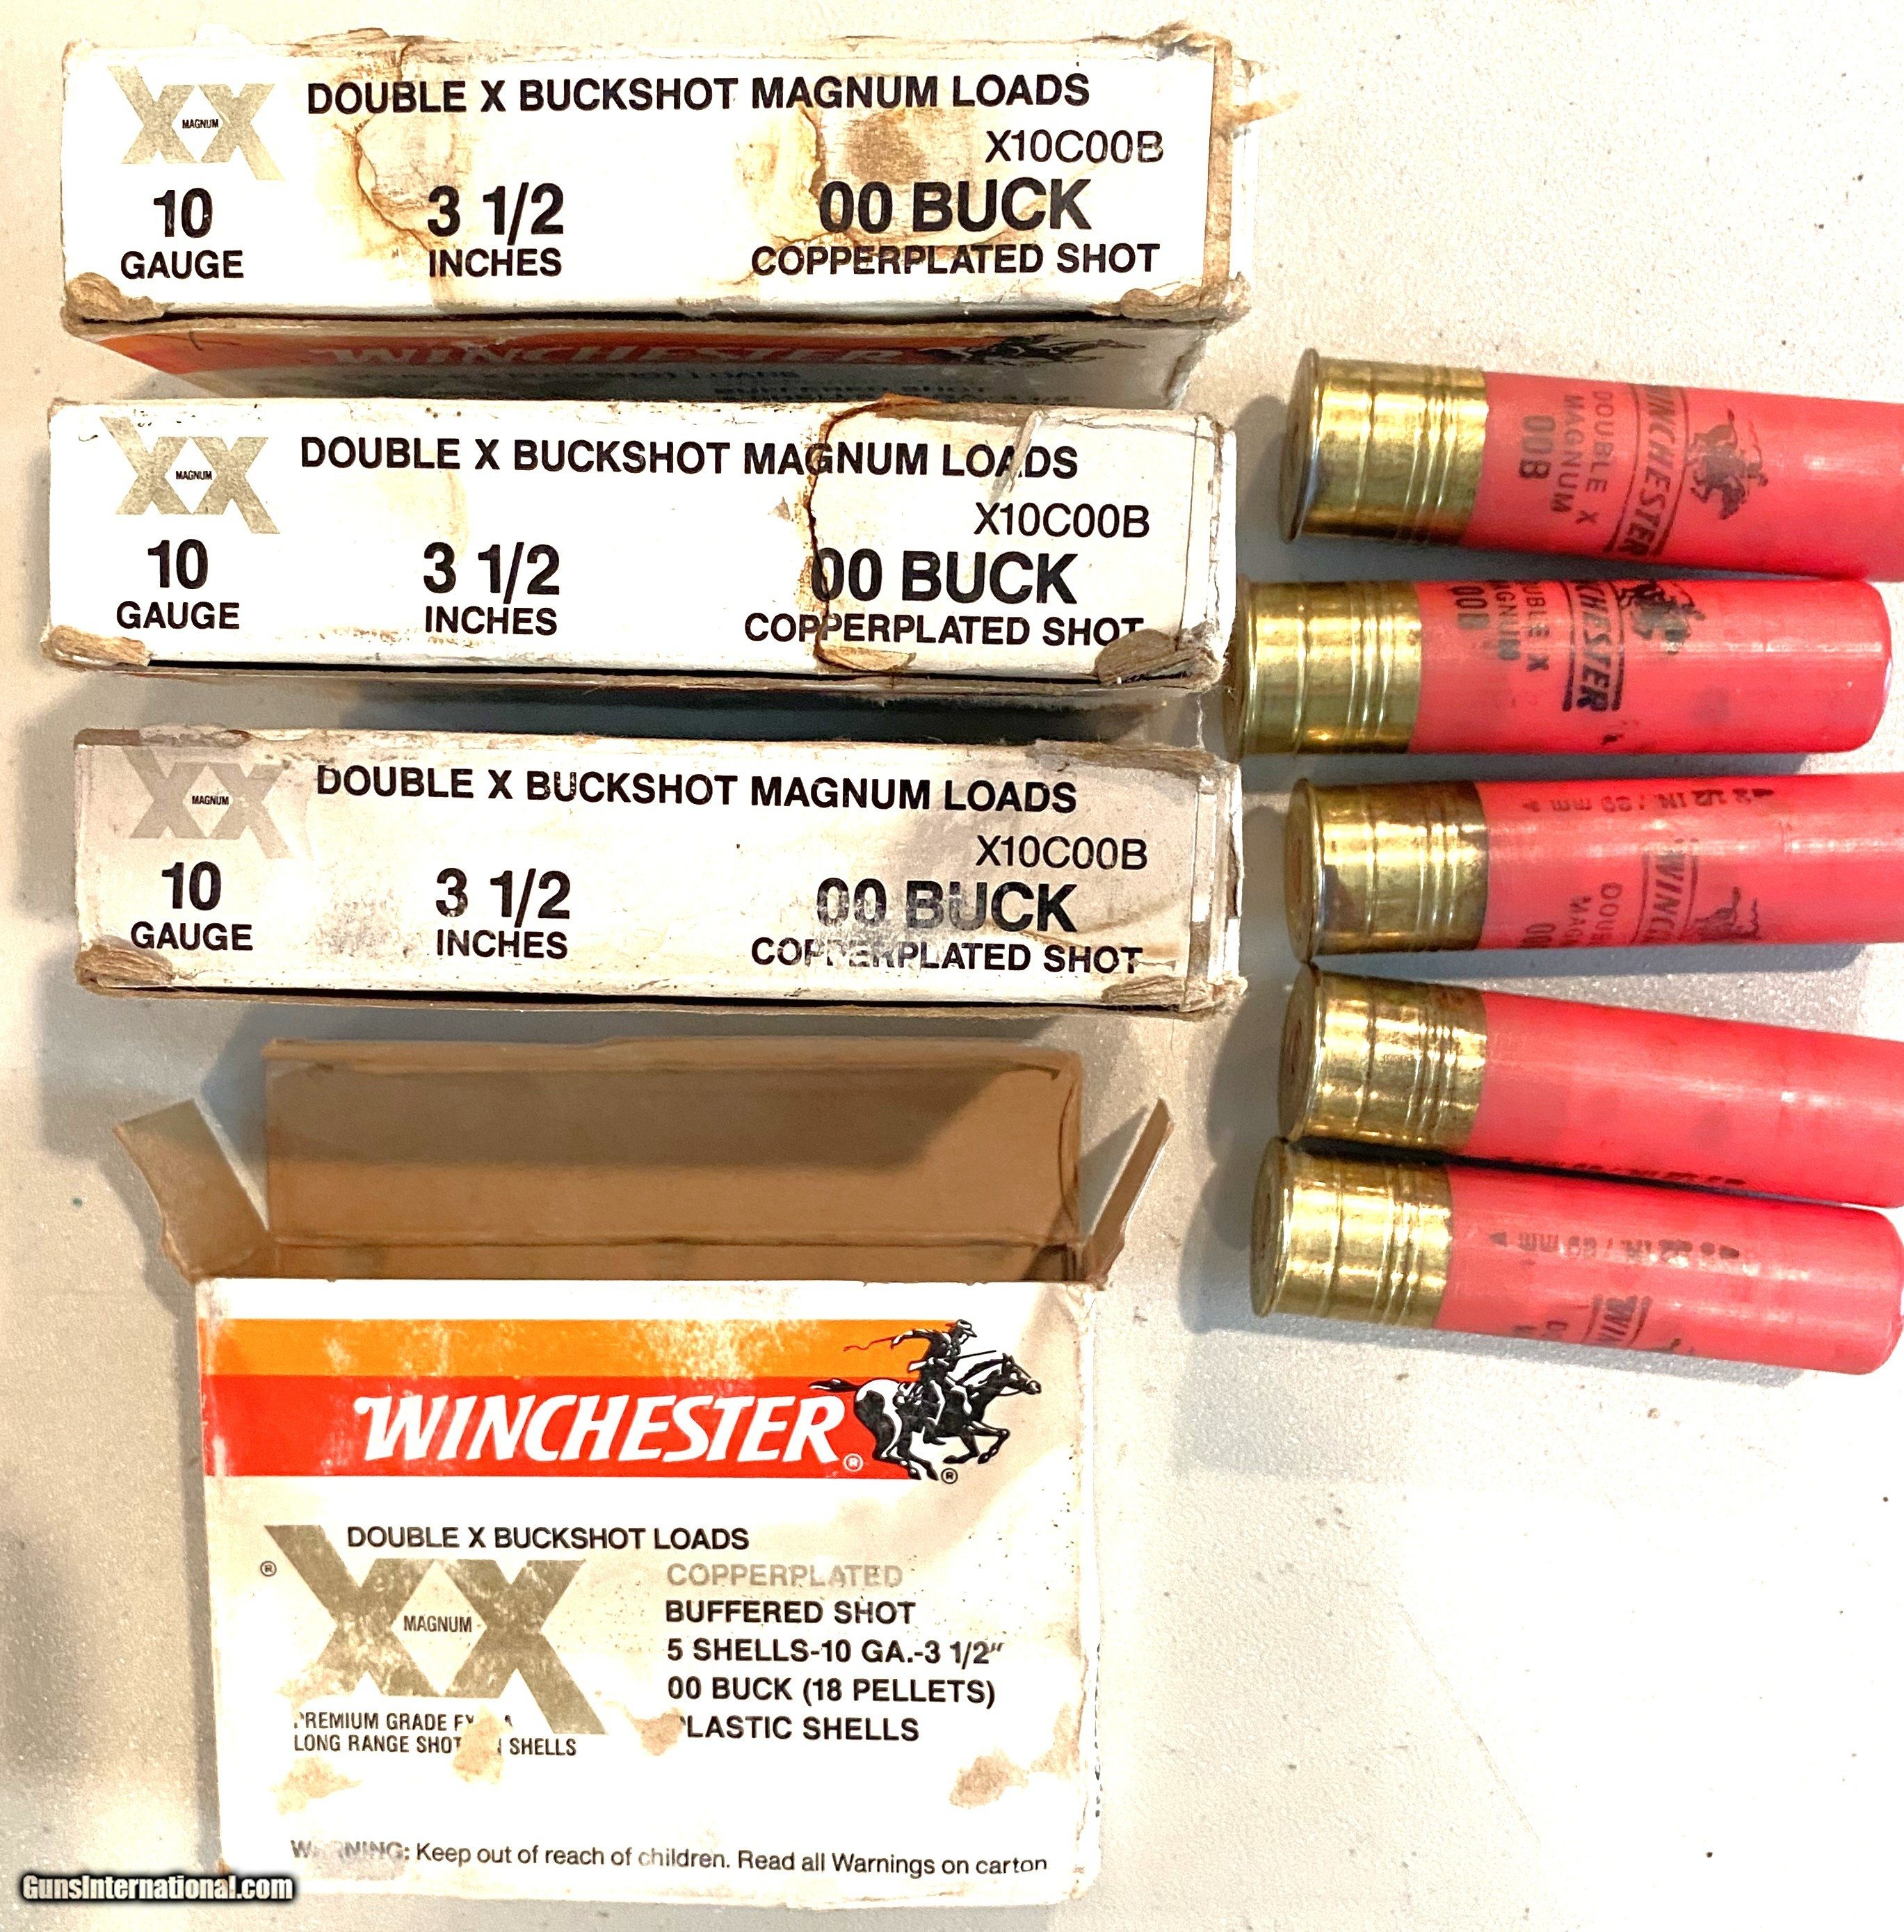 XX
MAGNUM
DOUBLE X BUCKSHOT MAGNUM LOADS
X10C00B
10
GAUGE
3 1/2
INCHES
00 BUCK
COPPERPLATED SHOT
WINCHESTER
XX
MAGNUM
DOUBLE X BUCKSHOT MAGNUM LOADS
X10C00B
10
GAUGE
3 1/2
INCHES
00 BUCK
COPPERPLATED SHOT
XX
MAGNUM
DOUBLE X BUCKSHOT MAGNUM LOADS
X10C00B
10
GAUGE
3 1/2
INCHES
00 BUCK
COPPERPLATED SHOT
WINCHESTER
DOUBLE X BUCKSHOT LOADS
XX ®
MAGNUM
COPPERPLATED
BUFFERED SHOT
5 SHELLS-10 GA.-3 1/2"
00 BUCK (18 PELLETS)
PLASTIC SHELLS
PREMIUM GRADE
LONG RANGE SHELLS
WARNING: Keep out of reach of children. Read all Warnings on carton
WINCHESTER
DOUBLE X
MAGNUM
00B
WINCHESTER
DOUBLE X
MAGNUM
00B
GunsInternational.com